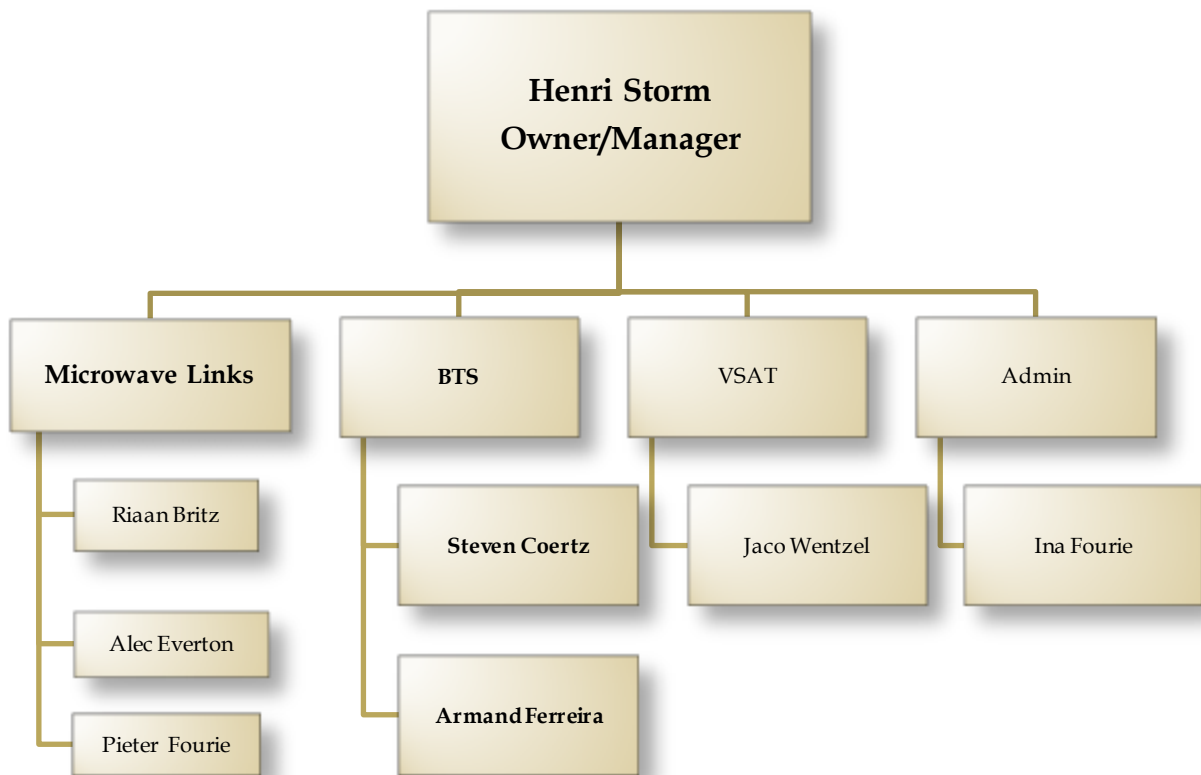 Henri Storm
Owner/Manager
Microwave Links
BTS
VSAT
Admin
Riaan Britz
Alec Everton
Pieter Fourie
Steven Coertz
Armand Ferreira
Jaco Wentzel
Ina Fourie